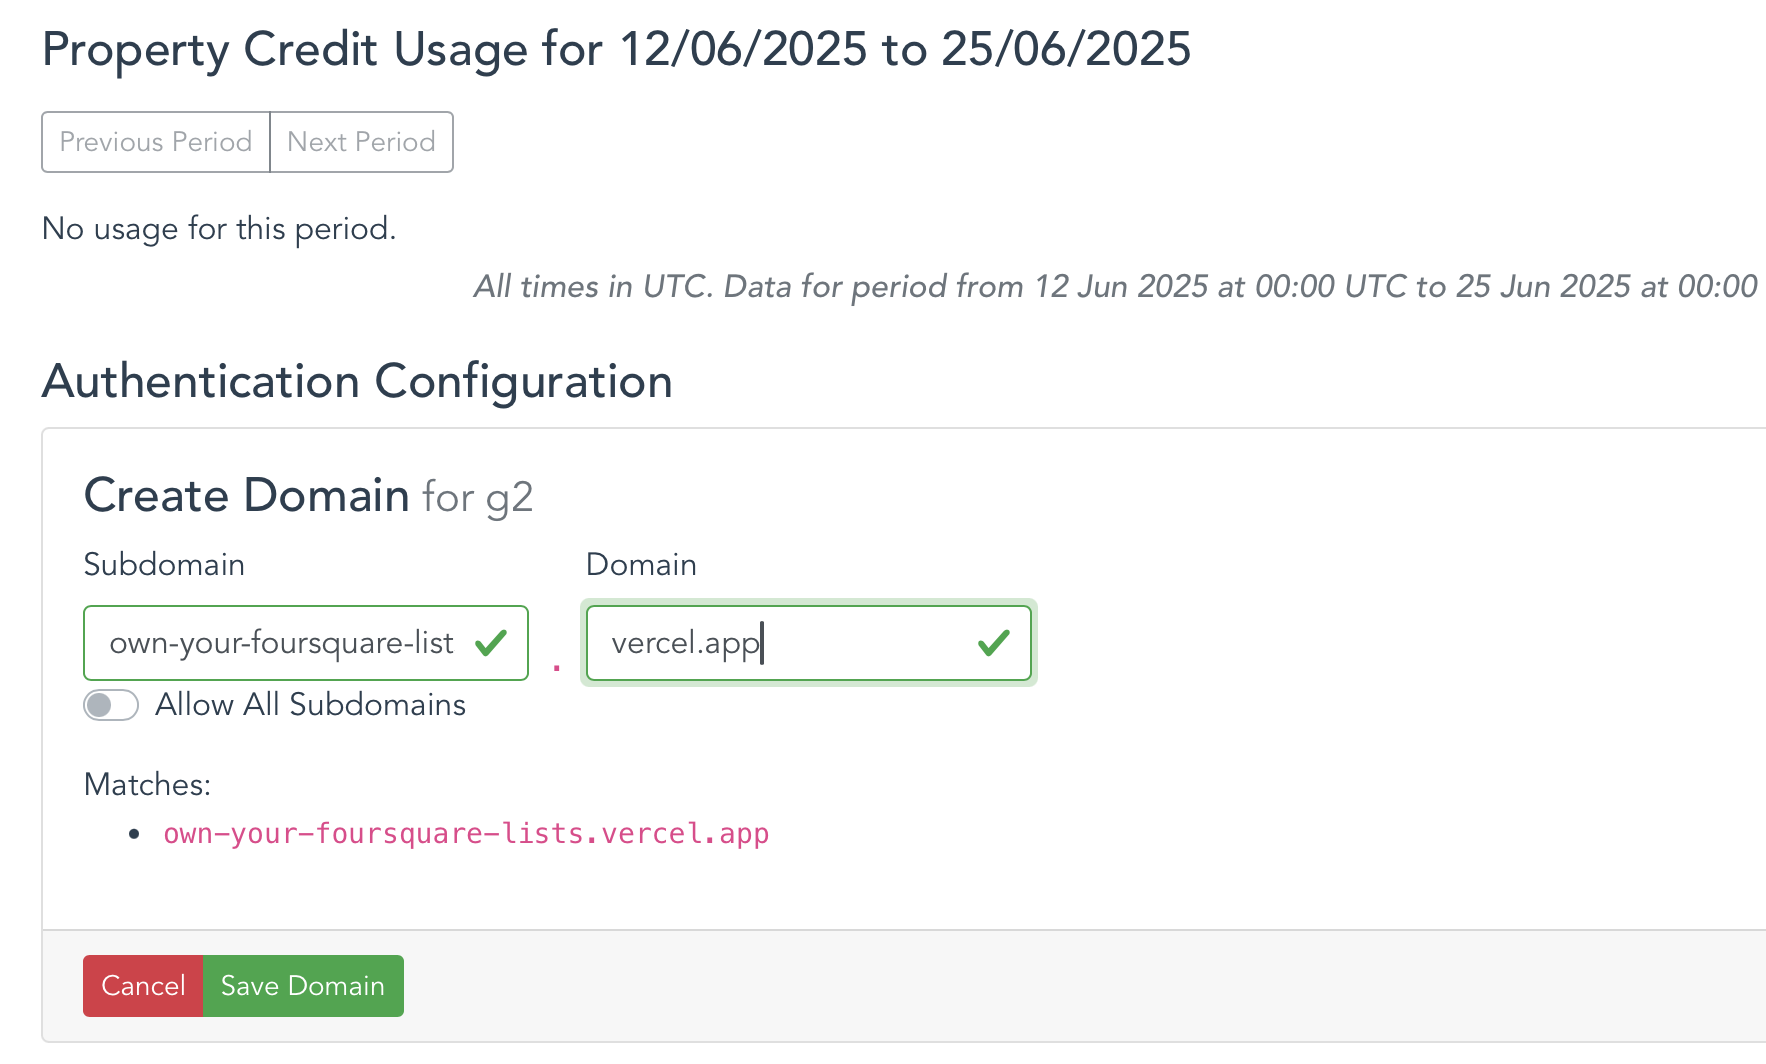 Property Credit Usage for 12/06/2025 to 25/06/2025
Previous Period Next Period
No usage for this period.
All times in UTC. Data for period from 12 Jun 2025 at 00:00 UTC to 25 Jun 2025 at 00:00
Authentication Configuration
Create Domain for g2
Subdomain Domain
own-your-foursquare-list . vercel.app
Allow All Subdomains
Matches:
• own-your-foursquare-lists.vercel.app
Cancel Save Domain